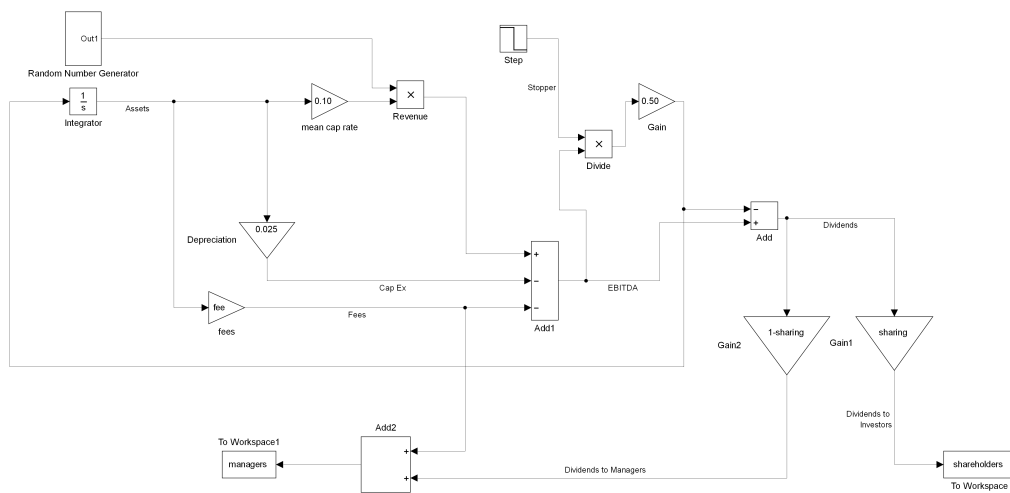 Out1
Random Number Generator
Step
1
s
Integrator
Assets
0.10
mean cap rate
×
Revenue
Stopper
0.50
Gain
×
Divide
0.025
Depreciation
−
+
Add
Dividends
+
−
−
Add1
Cap Ex
EBITDA
fee
fees
Fees
1-sharing
Gain2
sharing
Gain1
Dividends to
Investors
Add2
+
+
To Workspace1
managers
Dividends to Managers
shareholders
To Workspace